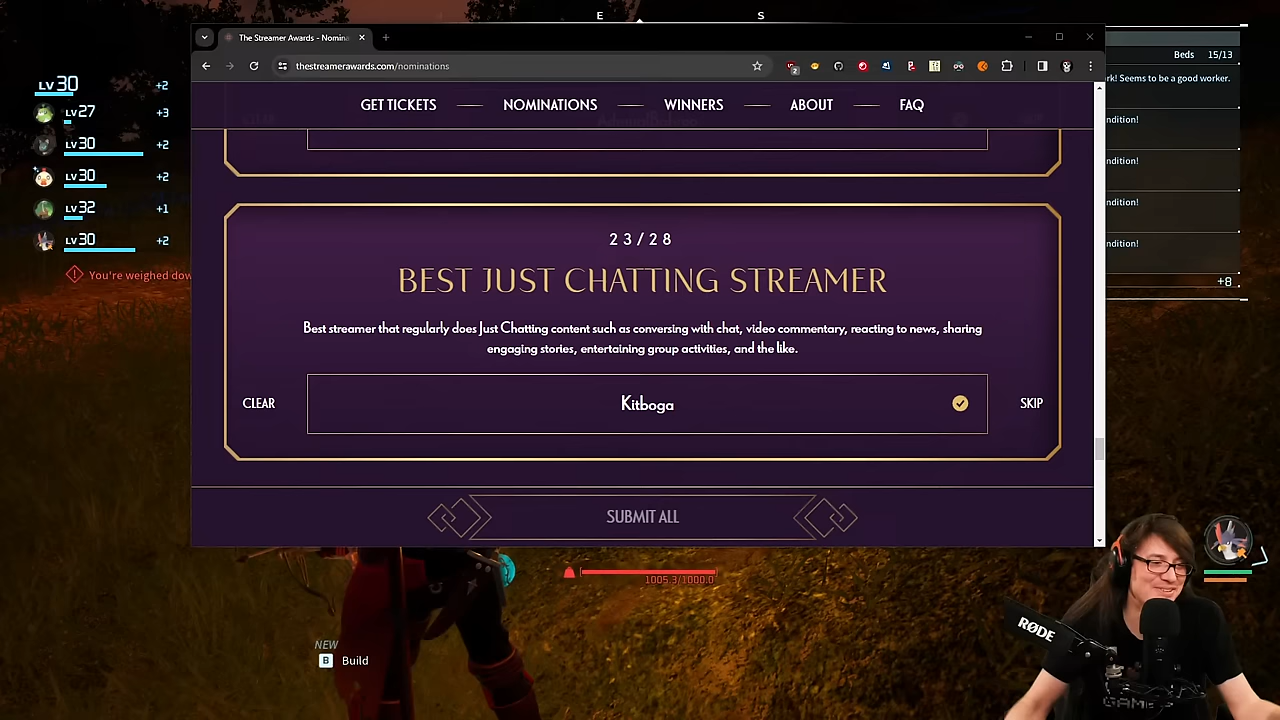 E
S
The Streamer Awards - Nomin
thestreamerawards.com/nominations
2
GET TICKETS
NOMINATIONS
WINNERS
ABOUT
FAQ
23/28
BEST JUST CHATTING STREAMER
Best streamer that regularly does Just Chatting content such as conversing with chat, video commentary, reacting to news, sharing
engaging stories, entertaining group activities, and the like.
CLEAR
Kitboga
SKIP
SUBMIT ALL
LV 30 +2
LV 27 +3
LV 30 +2
LV 30 +2
LV 32 +1
LV 30 +2
You're weighed dow
Beds 15/13
rk! Seems to be a good worker.
ndition!
ndition!
ndition!
ndition!
+8
1005.3/1000.0
NEW
B Build
RØDE